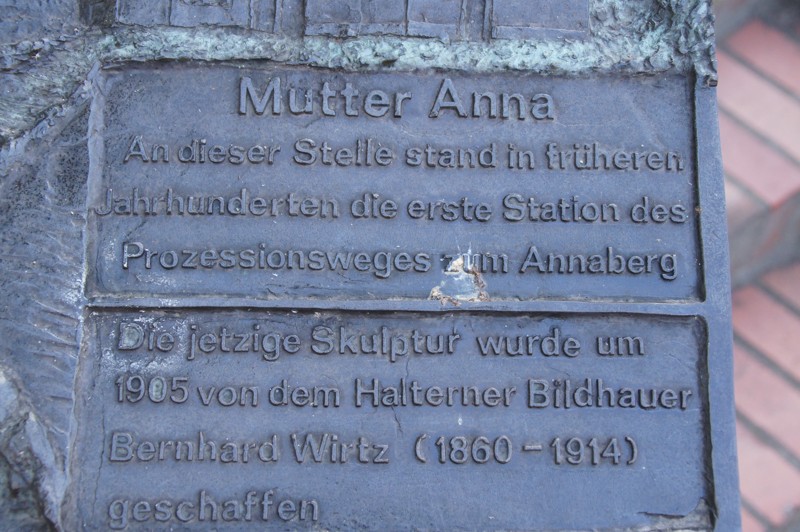 Mutter Anna
An dieser Stelle stand in früheren
Jahrhunderten die erste Station des
Prozessionsweges zum Annaberg
Die jetzige Skulptur wurde um
1905 von dem Halterner Bildhauer
Bernhard Wirtz (1860-1914)
geschaffen